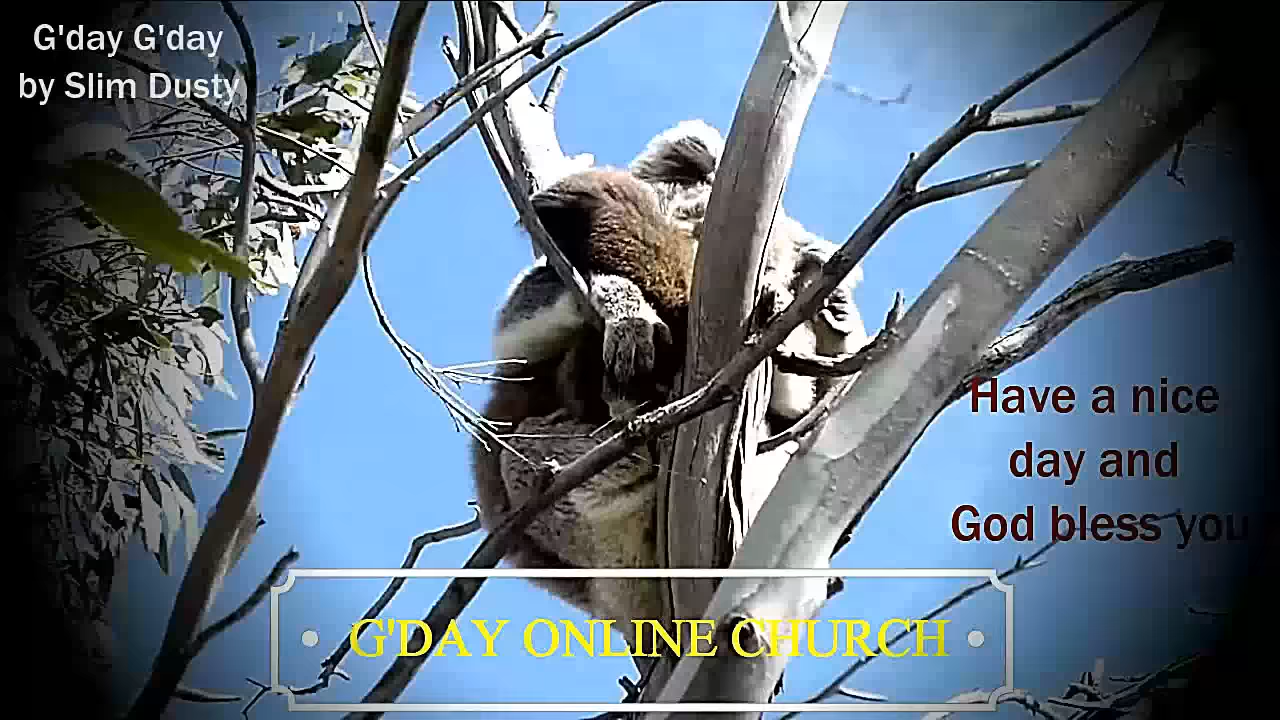 G'day G'day
by Slim Dusty
Have a nice
day and
God bless you
G'DAY ONLINE CHURCH